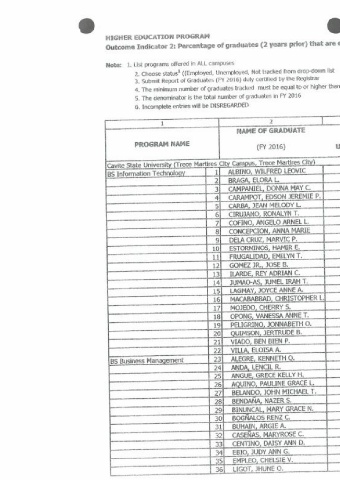 HIGHER EDUCATION PROGRAM
Outcome Indicator 2: Percentage of graduates (2 years prior) that are
Note: 1. List programs offered in ALL campuses
2. Choose status¹ ((Employed, Unemployed, Not tracked from drop-down list
3. Submit Report of Graduates (FY 2016) duly certified by the Registrar
4. The minimum number of graduates tracked must be equal to or higher then
5. The denominator is the total number of graduates in FY 2016
6. Incomplete entries will be DISREGARDED
1 2
PROGRAM NAME NAME OF GRADUATE
(FY 2016)
Cavite State University (Trece Martires City Campus, Trece Martires City)
BS Information Technology 1 ALBINO, WILFRED LEOVIC
2 BRAGA, ELORA L.
3 CAMPANIEL, DONNA MAY C.
4 CARAMPOT, EDSON JEREMIE P.
5 CARBA, JEAN MELODY L.
6 CIRUJANO, RONALYN T.
7 COFINO, ANGELO ARNEL L.
8 CONCEPCION, ANNA MARIE
9 DELA CRUZ, MARVIC P.
10 ESTORNINOS, HAMIR E.
11 FRUGALIDAD, EMILYN T.
12 GOMEZ JR., JOSE B.
13 ILARDE, REY ADRIAN C.
14 JUMAO-AS, JUMEL IRAH T.
15 LAGMAY, JOYCE ANNE A.
16 MACABABBAD, CHRISTOPHER L
17 MOJEDO, CHERRY S.
18 OPONG, VANESSA ANNE T.
19 PELIGRINO, JONNABETH O.
20 QUIMSON, JERTRUDE B.
21 VIADO, BEN BIEN P.
22 VILLA, ELOISA A.
BS Business Management 23 ALEGRE, KENNETH O.
24 ANDA, LENCIL R.
25 ANGUE, GRECE KELLY H.
26 AQUINO, PAULINE GRACE L.
27 BELANDO, JOHN MICHAEL T.
28 BENDAÑA, NAZER S.
29 BINUNCAL, MARY GRACE N.
30 BOGÑALOS RENZ C.
31 BUHAIN, ARGIE A.
32 CASEÑAS, MARYROSE C.
33 CENTINO, DAISY ANN D.
34 EBIO, JUDY ANN G.
35 EMPLEO, CHELSIE V.
36 LIGOT, JHUNE O.